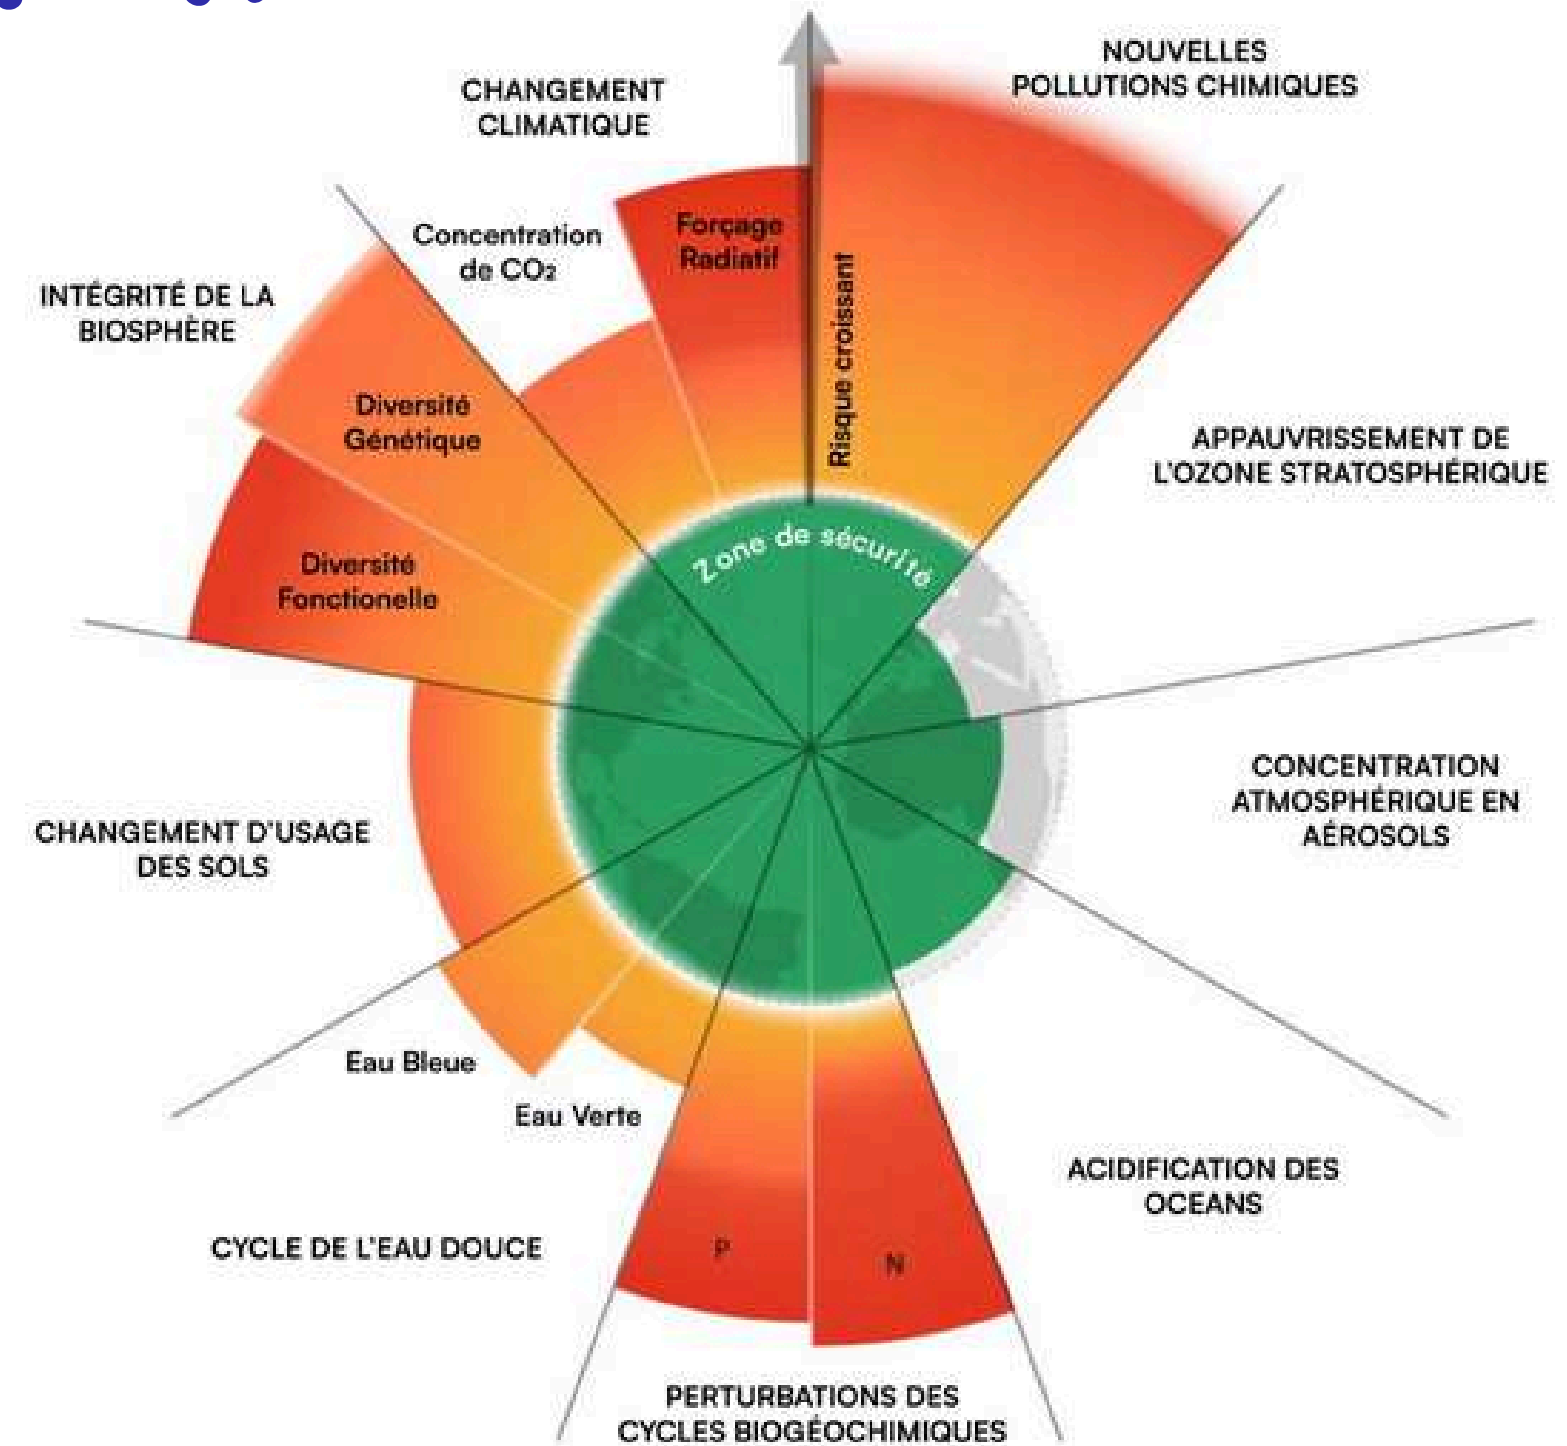 NOUVELLES
POLLUTIONS CHIMIQUES
CHANGEMENT
CLIMATIQUE
Concentration
de CO₂
Forçage
Radiatif
Risque croissant
INTÉGRITÉ DE LA
BIOSPHÈRE
Diversité
Génétique
Diversité
Fonctionelle
APPAUVRISSEMENT DE
L'OZONE STRATOSPHÉRIQUE
Zone de sécurité
CONCENTRATION
ATMOSPHÉRIQUE EN
AÉROSOLS
CHANGEMENT D'USAGE
DES SOLS
Eau Bleue
Eau Verte
ACIDIFICATION DES
OCEANS
CYCLE DE L'EAU DOUCE
P
N
PERTURBATIONS DES
CYCLES BIOGÉOCHIMIQUES